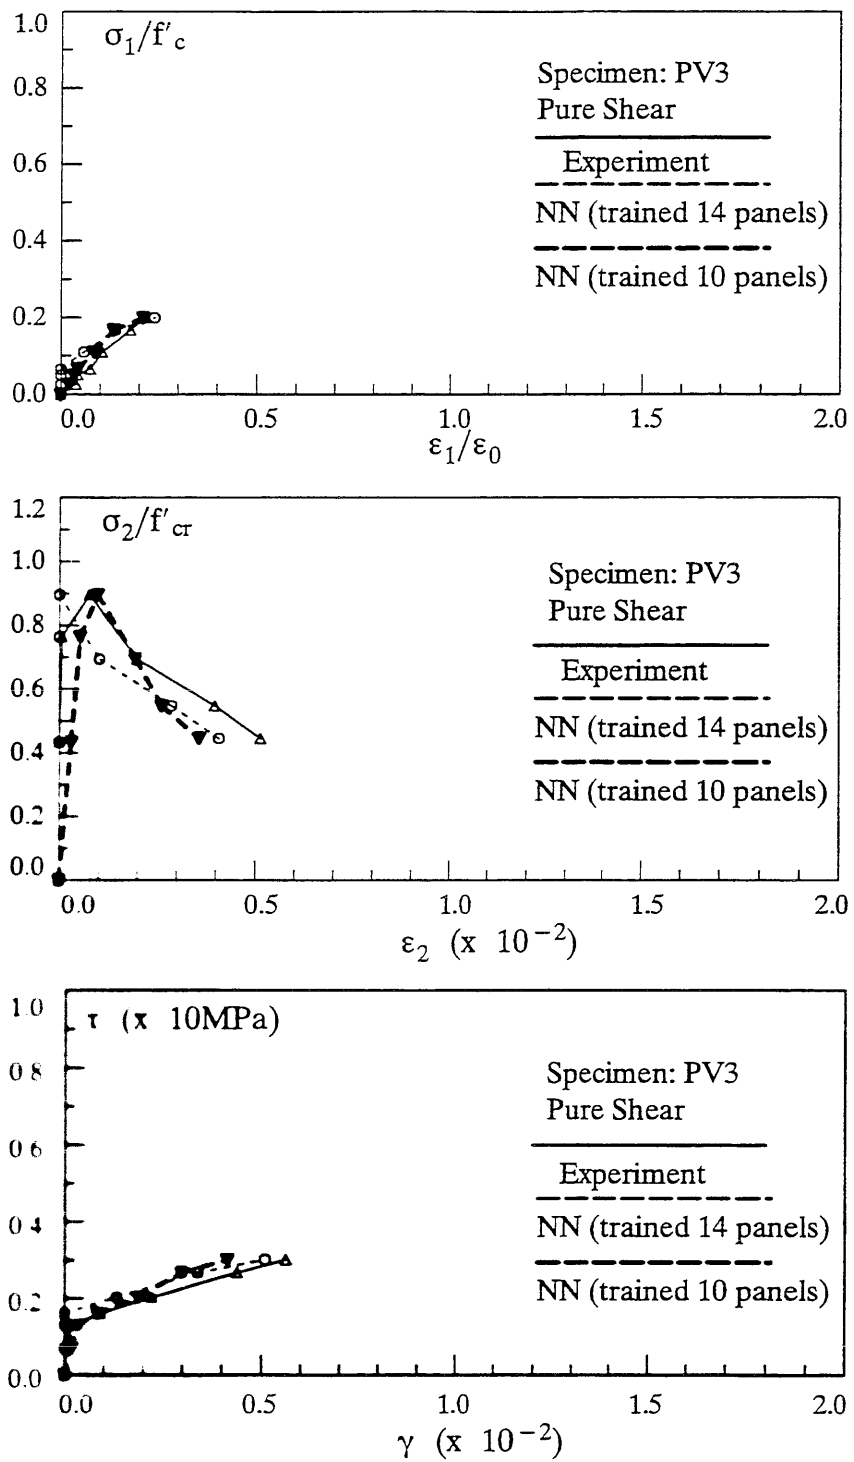 1.0
σ₁/f′c
0.8
Specimen: PV3
Pure Shear
0.6
Experiment
NN (trained 14 panels)
0.4
NN (trained 10 panels)
0.2
0.0
0.0 0.5 1.0 1.5 2.0
ε₁/ε₀
1.2
σ₂/f′cr
1.0
Specimen: PV3
Pure Shear
0.8
Experiment
0.6
NN (trained 14 panels)
0.4
NN (trained 10 panels)
0.2
0.0
0.0 0.5 1.0 1.5 2.0
ε₂ (x 10⁻²)
1.0
τ (x 10MPa)
0.8
Specimen: PV3
Pure Shear
0.6
Experiment
0.4
NN (trained 14 panels)
0.2
NN (trained 10 panels)
0.0
0.0 0.5 1.0 1.5 2.0
γ (x 10⁻²)